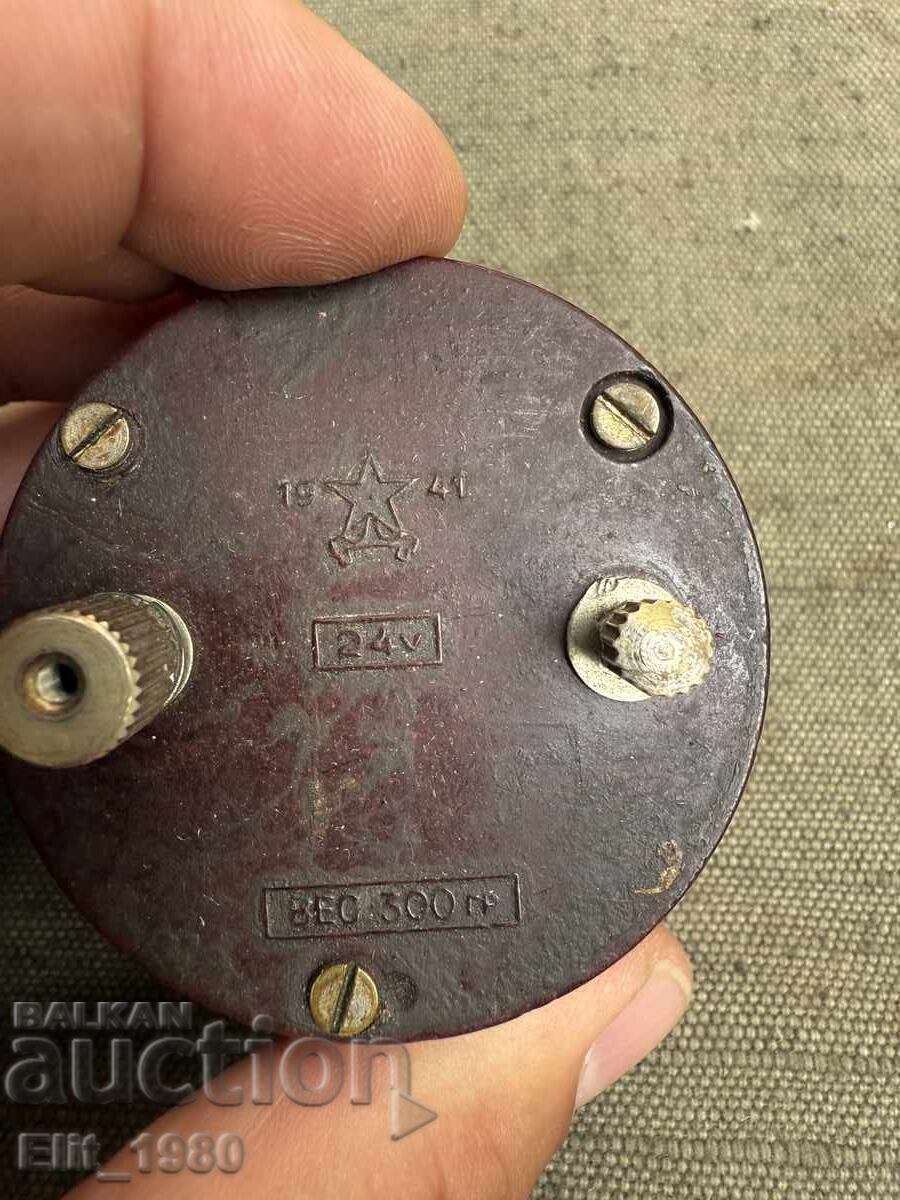 19 41
24v
ВЕС 300 гр
BALKAN
auction
Elit_1980